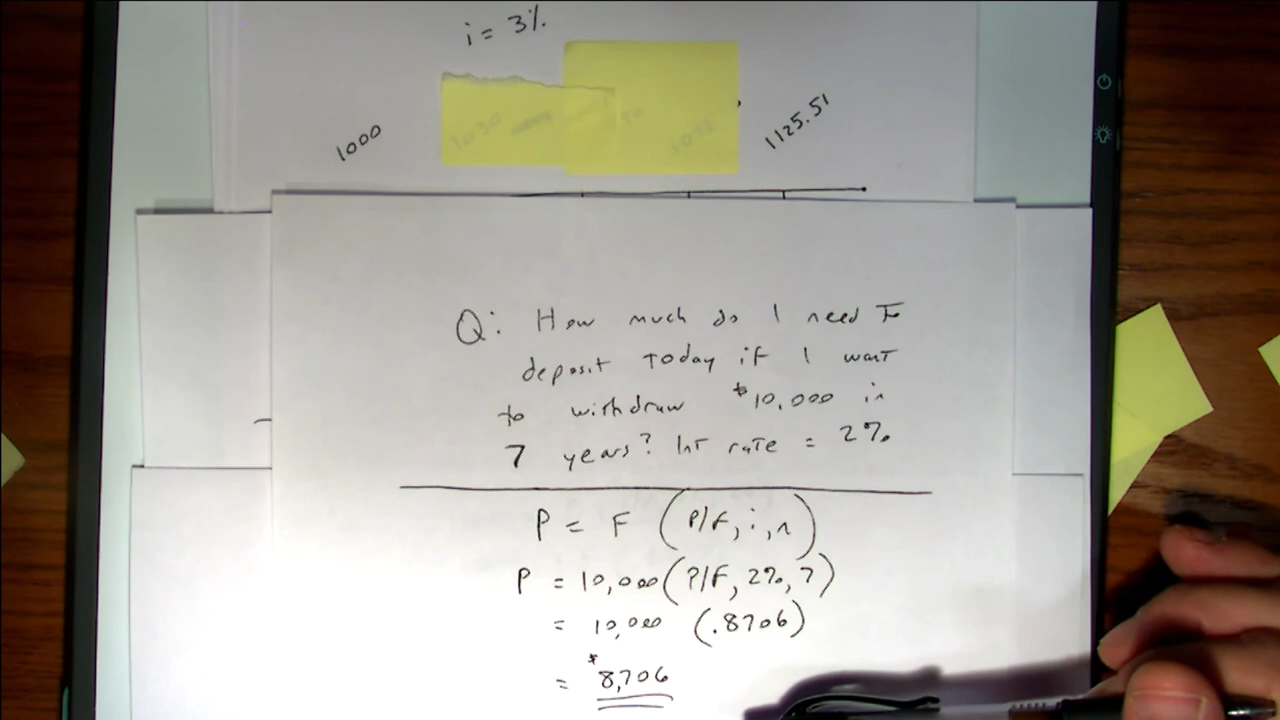 i = 3%
1000
1125.51
Q: How much do I need to
deposit today if I want
to withdraw $10,000 in
7 years? Int rate = 2%
P = F (P/F, i, n)
P = 10,000 (P/F, 2%, 7)
= 10,000 (.8706)
= $8,706